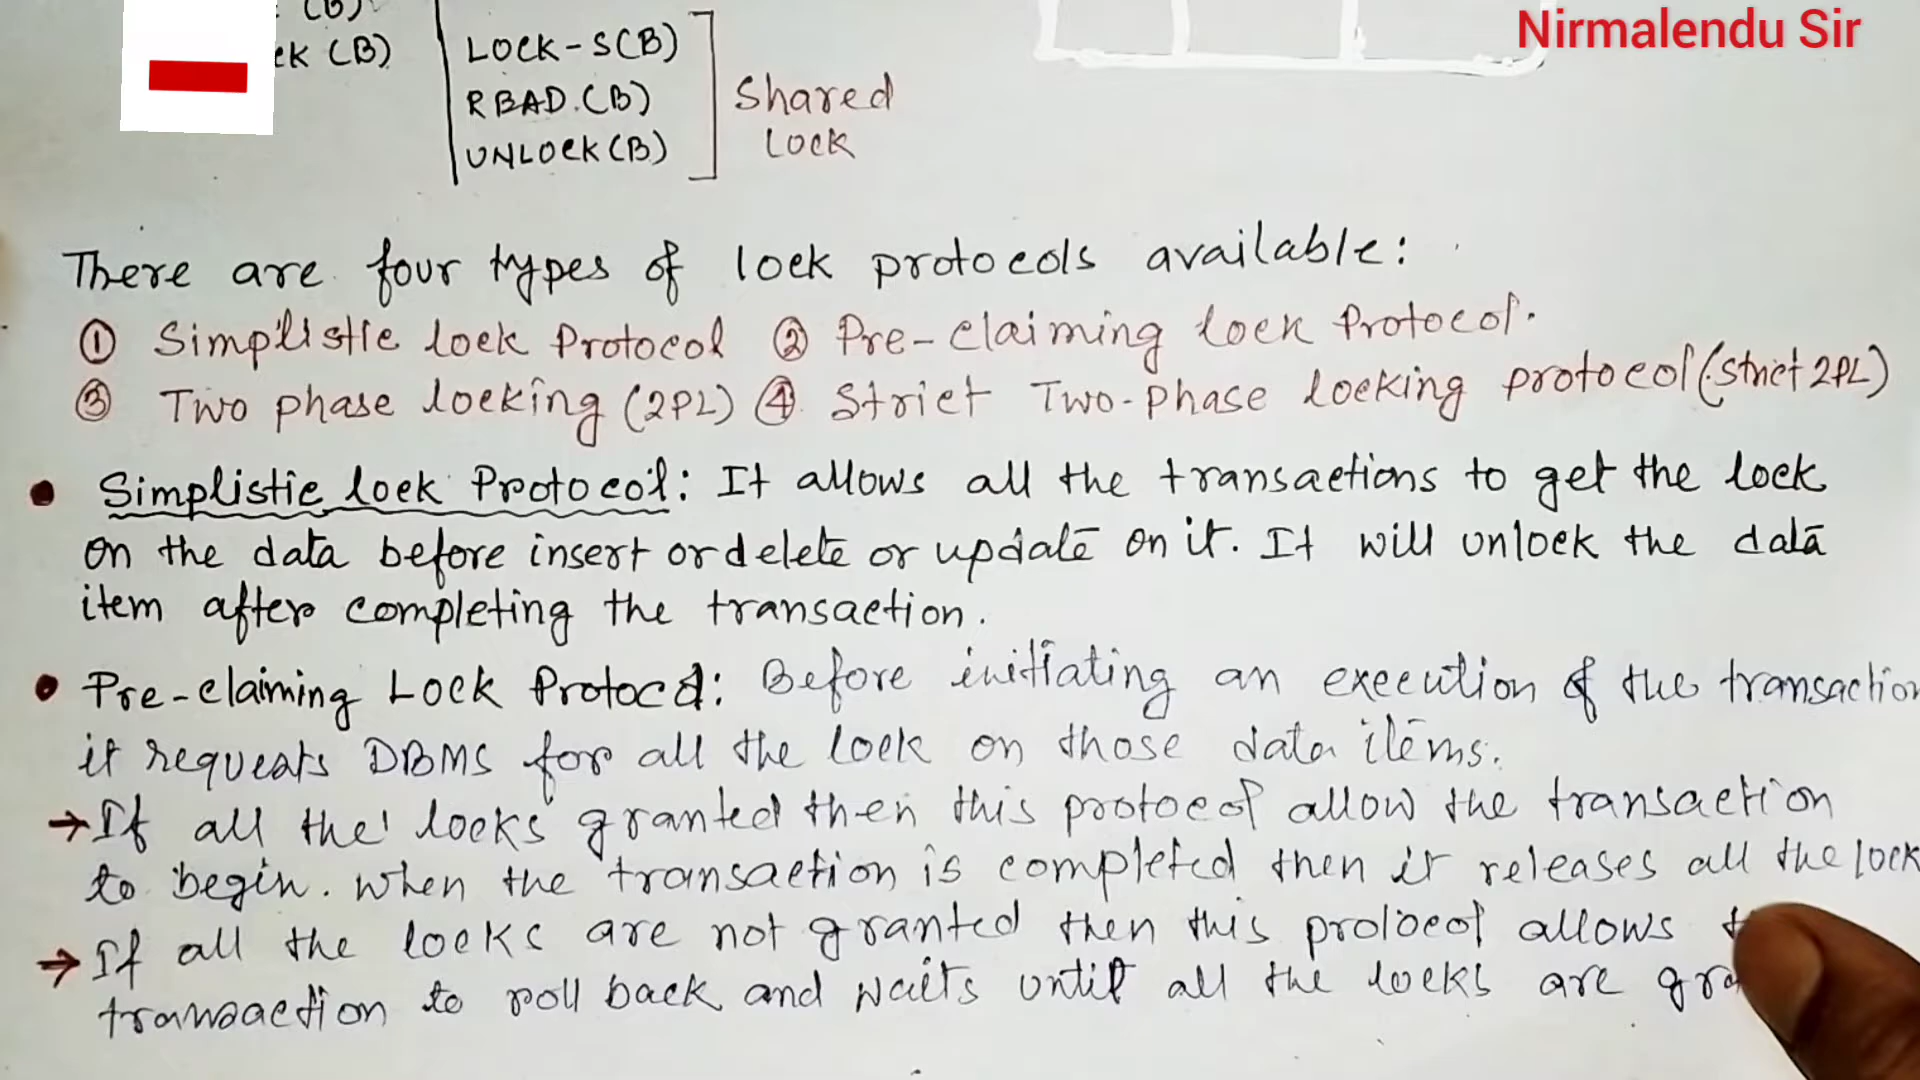 Nirmalendu Sir
(B)
ck (B)
LOCK-S(B)
READ.(B)
UNLOCK(B)
Shared
Lock
There are four types of lock protocols available:
① Simplistic lock Protocol ② Pre-claiming lock Protocol.
③ Two phase locking (2PL) ④ Strict Two-phase locking protocol (strict 2PL)
• Simplistic lock Protocol: It allows all the transactions to get the lock
on the data before insert or delete or update on it. It will unlock the data
item after completing the transaction.
• Pre-claiming Lock Protocol: Before initiating an execution of the transaction
it requests DBMS for all the lock on those data items.
→ If all the locks granted then this protocol allow the transaction
to begin. When the transaction is completed then it releases all the lock
→ If all the locks are not granted then this protocol allows
transaction to roll back and waits until all the locks are gra